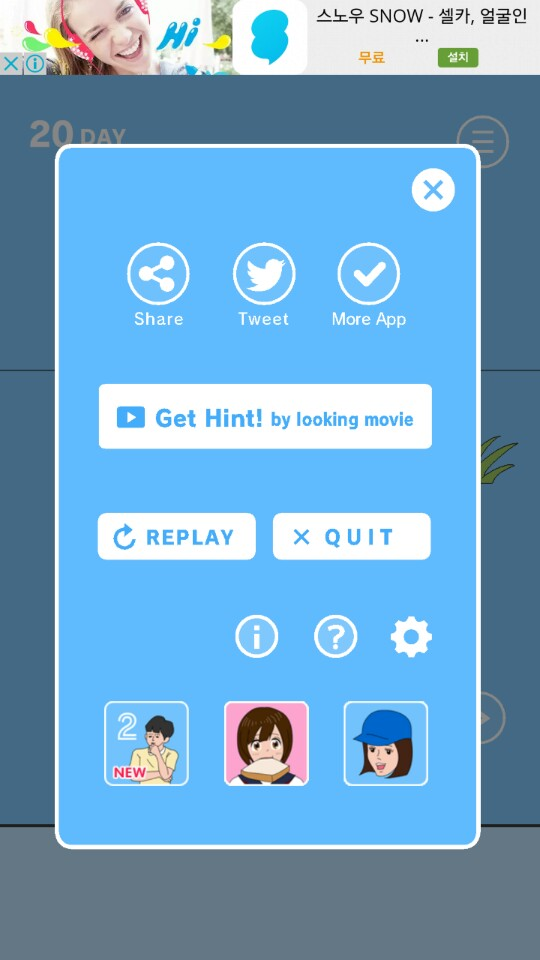 Hi
스노우 SNOW - 셀카, 얼굴인
...
무료
설치
20 DAY
Share
Tweet
More App
Get Hint! by looking movie
REPLAY
QUIT
2
NEW